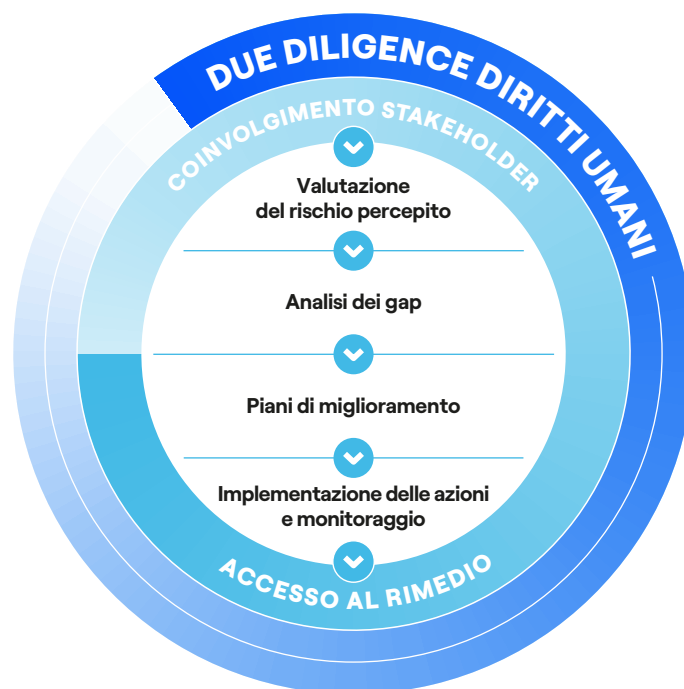 DUE DILIGENCE DIRITTI UMANI
COINVOLGIMENTO STAKEHOLDER
Valutazione
del rischio percepito
Analisi dei gap
Piani di miglioramento
Implementazione delle azioni
e monitoraggio
ACCESSO AL RIMEDIO